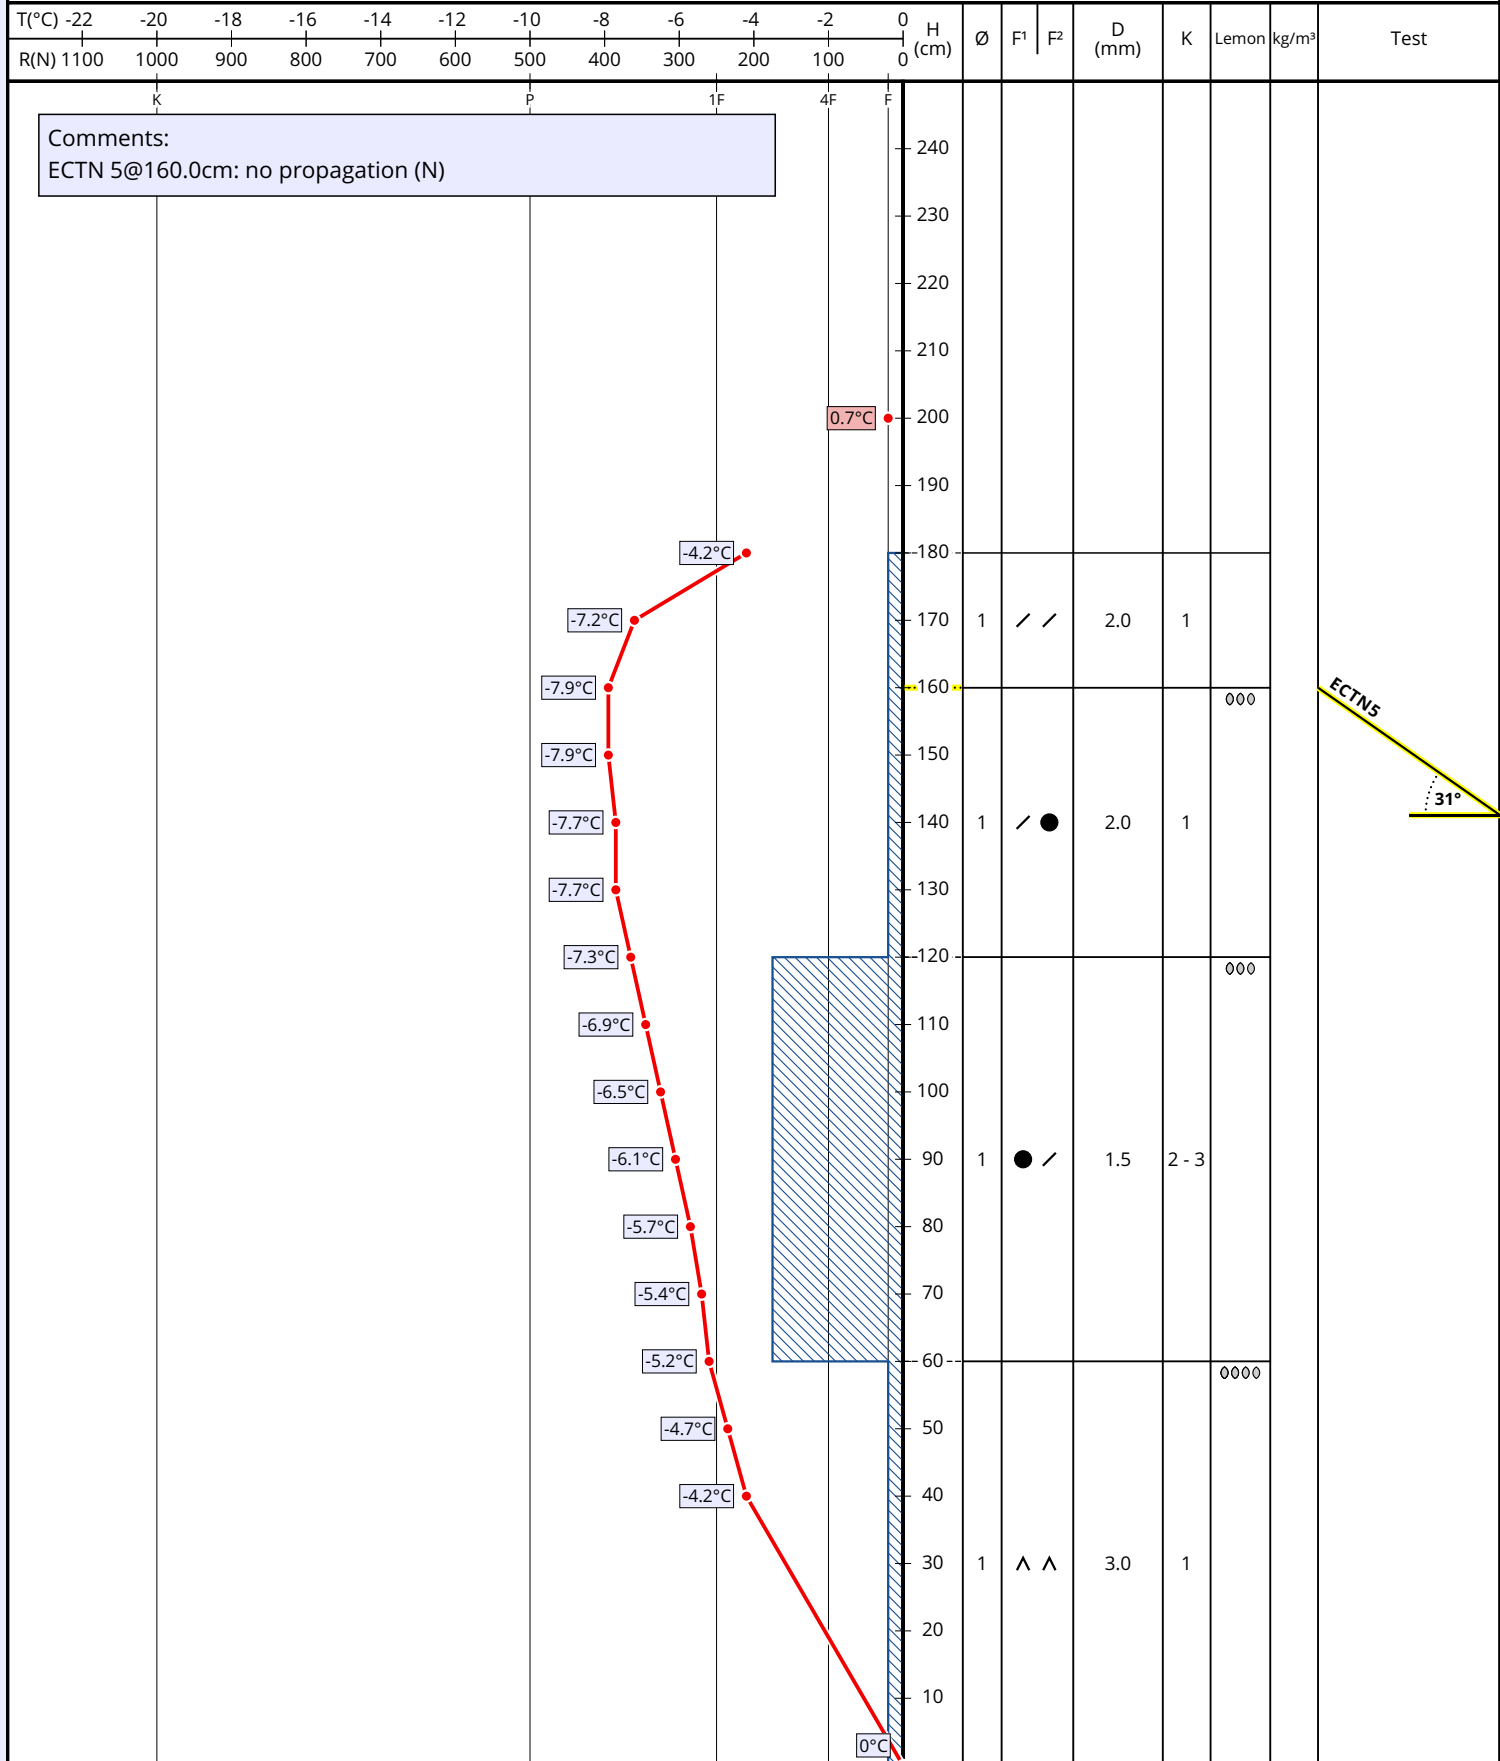 T(°C) -22 -20 -18 -16 -14 -12 -10 -8 -6 -4 -2 0
R(N) 1100 1000 900 800 700 600 500 400 300 200 100 0
H (cm) Ø F¹ F² D (mm) K Lemon kg/m³ Test
K P 1F 4F F
Comments:
ECTN 5@160.0cm: no propagation (N)
240
230
220
210
0.7°C 200
190
-4.2°C 180
-7.2°C 170 1 2.0 1
-7.9°C 160
ECTN5
-7.9°C 150
31°
-7.7°C 140 1 2.0 1
-7.7°C 130
-7.3°C 120
-6.9°C 110
-6.5°C 100
-6.1°C 90 1 1.5 2 - 3
-5.7°C 80
-5.4°C 70
-5.2°C 60
-4.7°C 50
-4.2°C 40
30 1 3.0 1
20
10
0°C